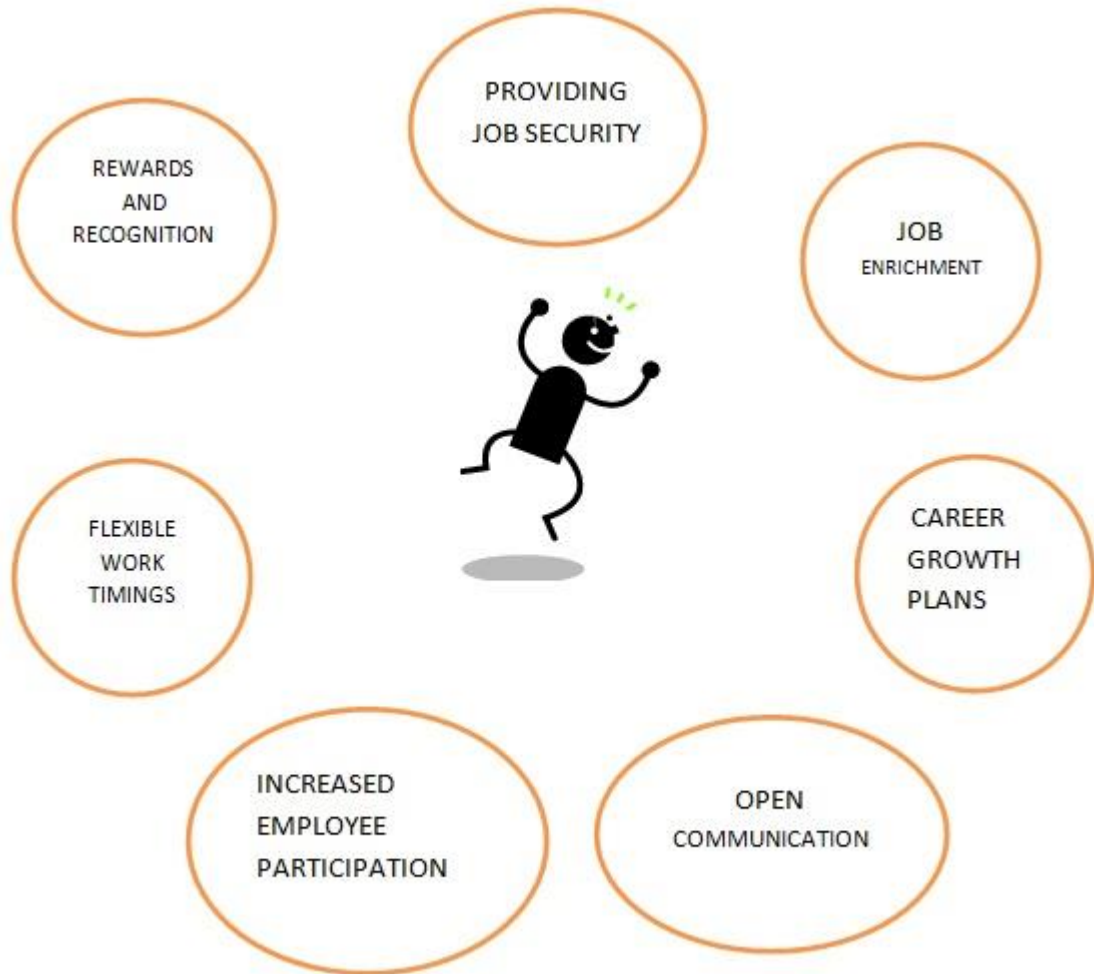 PROVIDING
JOB SECURITY
REWARDS
AND
RECOGNITION
JOB
ENRICHMENT
FLEXIBLE
WORK
TIMINGS
CAREER
GROWTH
PLANS
INCREASED
EMPLOYEE
PARTICIPATION
OPEN
COMMUNICATION